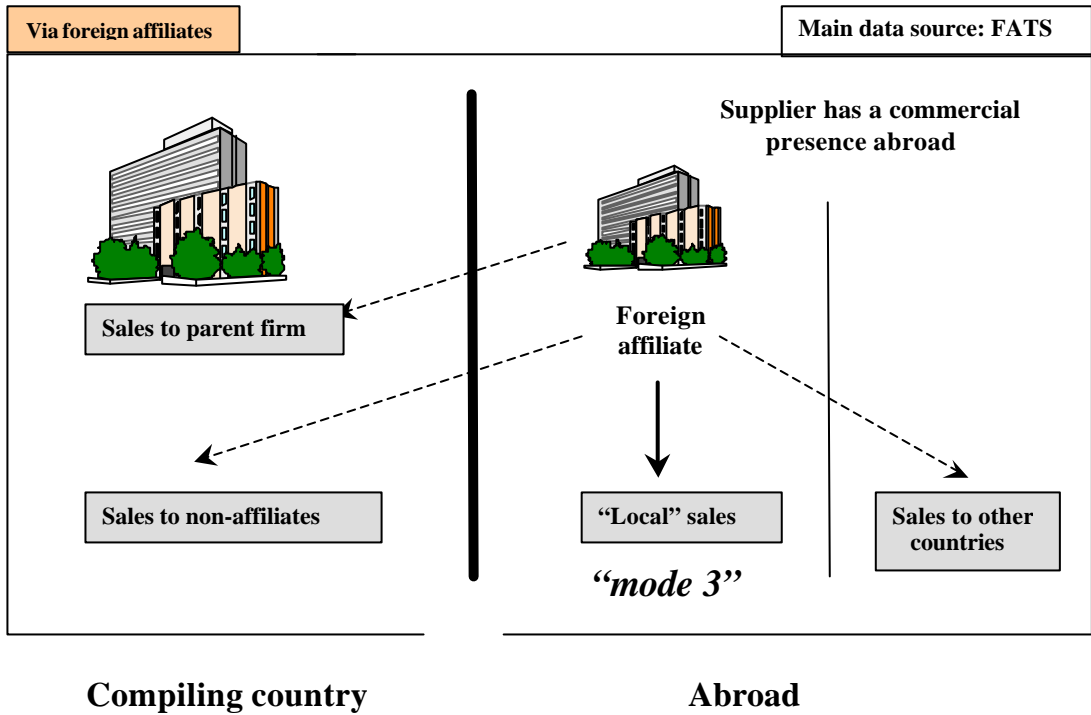 Via foreign affiliates
Main data source: FATS
Supplier has a commercial
presence abroad
Sales to parent firm
Foreign
affiliate
Sales to non-affiliates
“Local” sales
Sales to other
countries
“mode 3”
Compiling country
Abroad